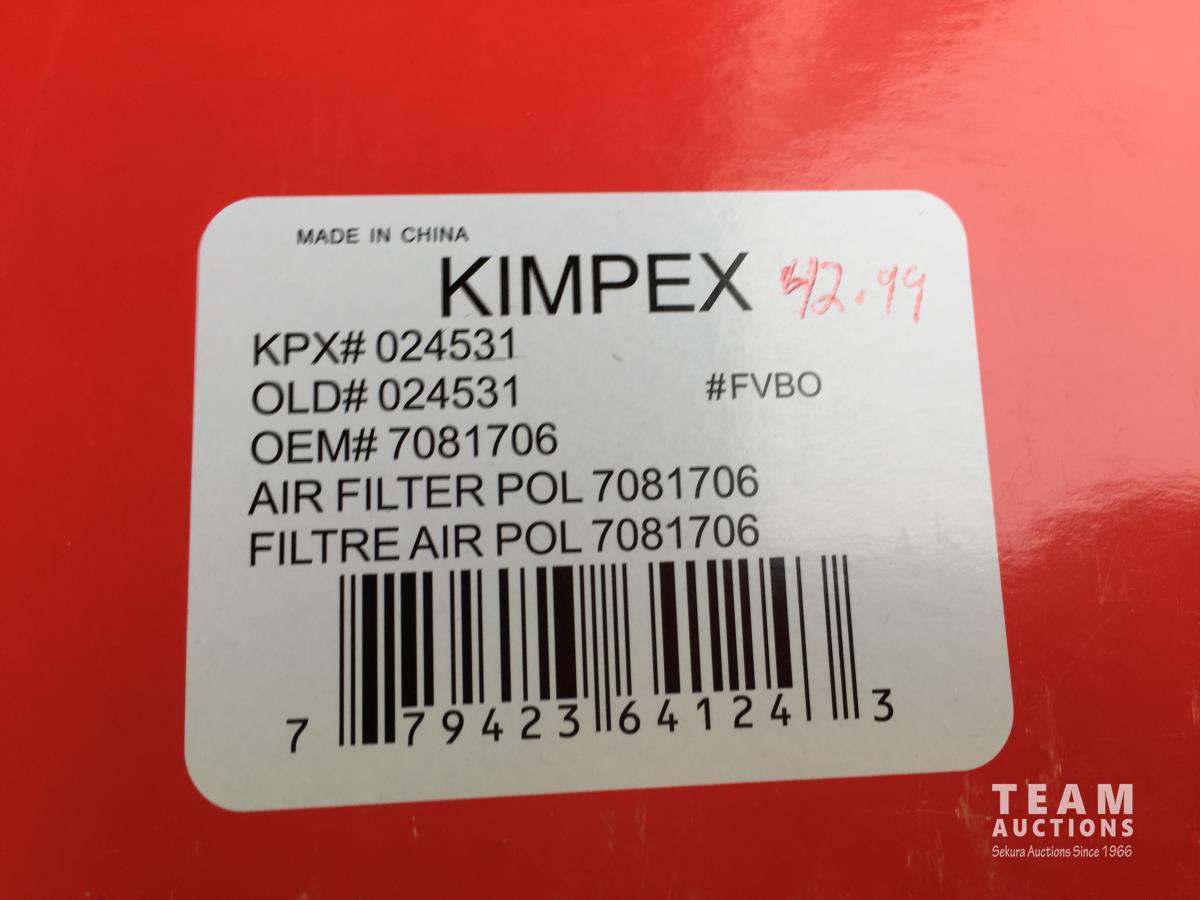 MADE IN CHINA
KIMPEX 42.99
KPX# 024531
OLD# 024531 #FVBO
OEM# 7081706
AIR FILTER POL 7081706
FILTRE AIR POL 7081706
7 79423 64124 3
TEAM
AUCTIONS
Sekura Auctions Since 1966